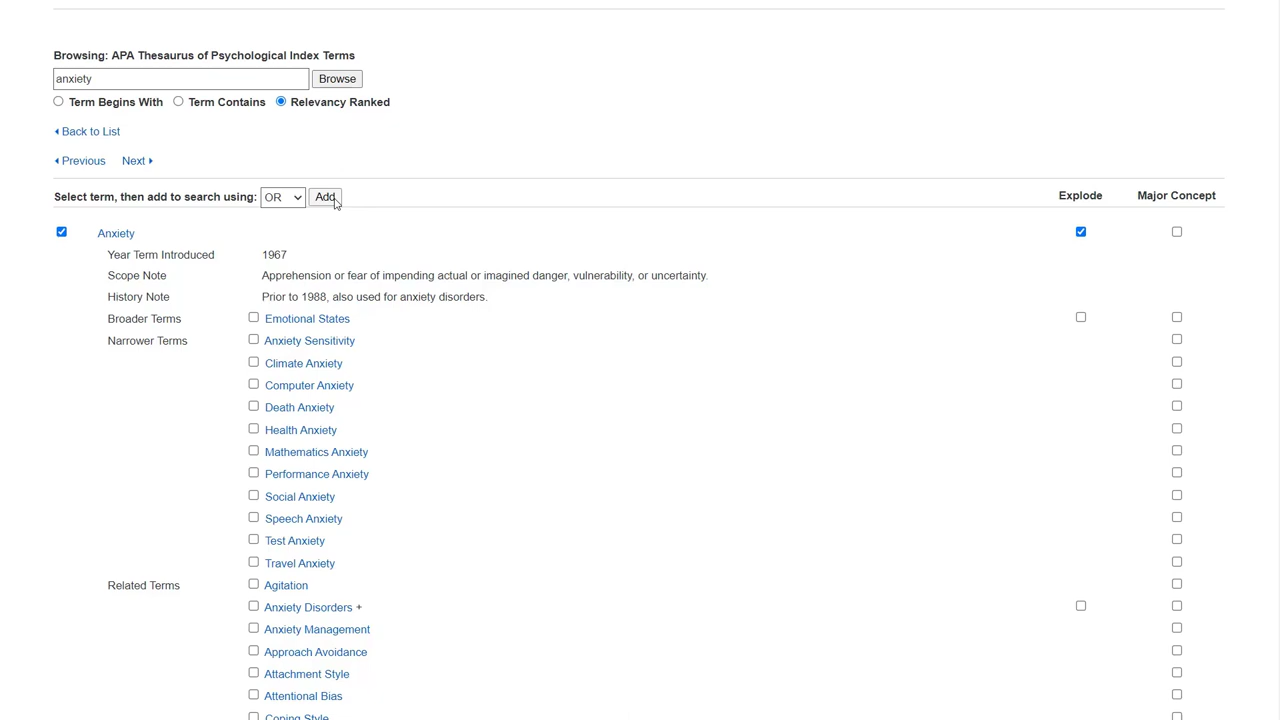 Browsing: APA Thesaurus of Psychological Index Terms
anxiety Browse
Term Begins With Term Contains Relevancy Ranked
Back to List
Previous Next
Select term, then add to search using: OR Add Explode Major Concept
Anxiety
Year Term Introduced 1967
Scope Note Apprehension or fear of impending actual or imagined danger, vulnerability, or uncertainty.
History Note Prior to 1988, also used for anxiety disorders.
Broader Terms Emotional States
Narrower Terms Anxiety Sensitivity
Climate Anxiety
Computer Anxiety
Death Anxiety
Health Anxiety
Mathematics Anxiety
Performance Anxiety
Social Anxiety
Speech Anxiety
Test Anxiety
Travel Anxiety
Related Terms Agitation
Anxiety Disorders +
Anxiety Management
Approach Avoidance
Attachment Style
Attentional Bias
Coping Style